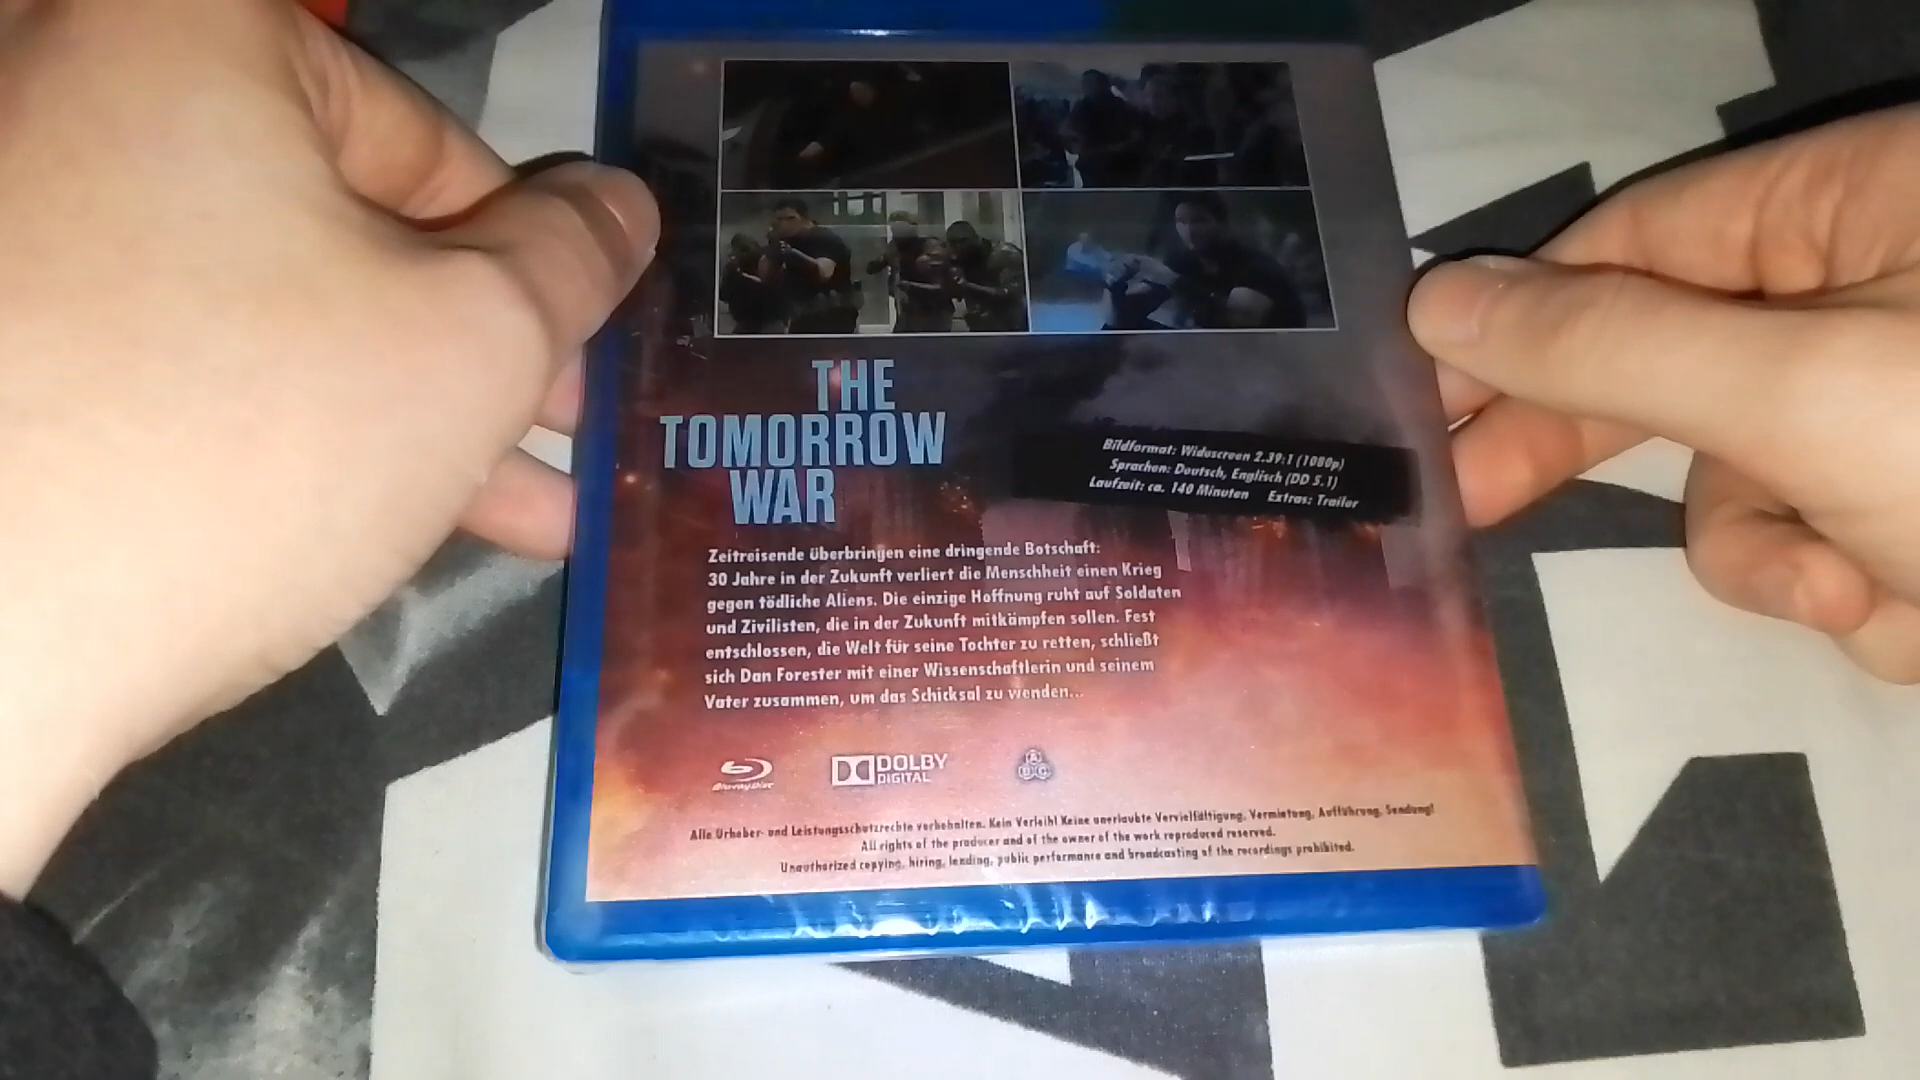 THE
TOMORROW
WAR
Bildformat: Widescreen 2.39:1 (1080p)
Sprachen: Deutsch, Englisch (DD 5.1)
Laufzeit: ca. 140 Minuten Extras: Trailer
Zeitreisende überbringen eine dringende Botschaft:
30 Jahre in der Zukunft verliert die Menschheit einen Krieg
gegen tödliche Aliens. Die einzige Hoffnung ruht auf Soldaten
und Zivilisten, die in der Zukunft mitkämpfen sollen. Fest
entschlossen, die Welt für seine Tochter zu retten, schließt
sich Dan Forester mit einer Wissenschaftlerin und seinem
Vater zusammen, um das Schicksal zu wenden...
Blu-ray Disc
DOLBY
DIGITAL
A
B C
Alle Urheber- und Leistungsschutzrechte vorbehalten. Kein Verleih! Keine unerlaubte Vervielfältigung, Vermietung, Aufführung, Sendung!
All rights of the producer and of the owner of the work reproduced reserved.
Unauthorized copying, hiring, lending, public performance and broadcasting of the recordings prohibited.